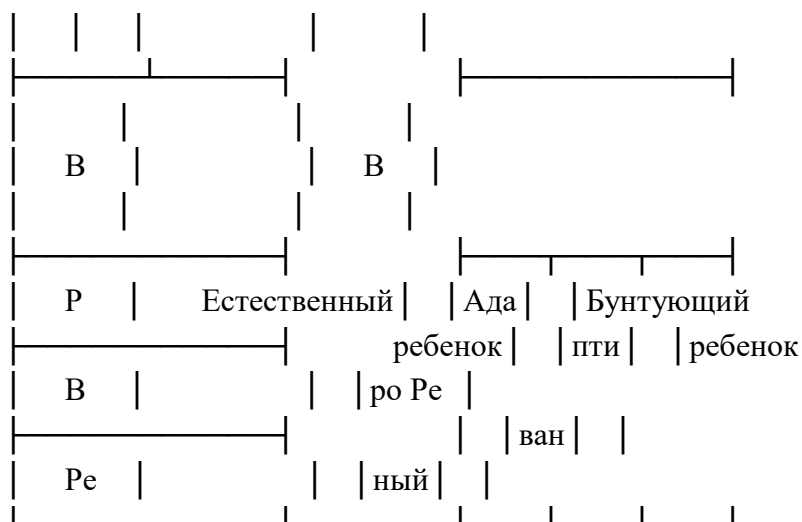 В В
Р Естественный Ада Бунтующий
ребенок пти ребенок
В ро Ре
ван
Ре ный